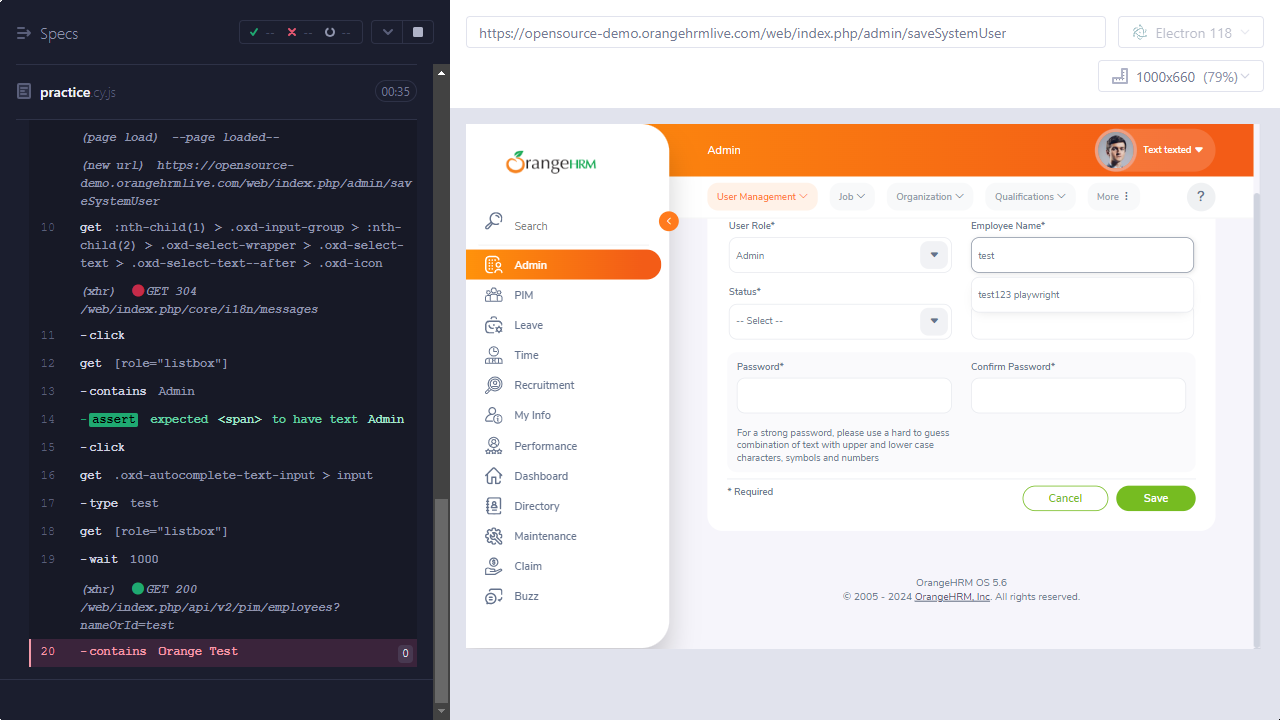 Specs
-- -- --
practice.cy.js
00:35
(page load) --page loaded--
(new url) https://opensource-
demo.orangehrmlive.com/web/index.php/admin/sav
eSystemUser
10 get :nth-child(1) > .oxd-input-group > :nth-
child(2) > .oxd-select-wrapper > .oxd-select-
text > .oxd-select-text--after > .oxd-icon
(xhr) GET 304
/web/index.php/core/i18n/messages
11 -click
12 get [role="listbox"]
13 -contains Admin
14 -assert expected <span> to have text Admin
15 -click
16 get .oxd-autocomplete-text-input > input
17 -type test
18 get [role="listbox"]
19 -wait 1000
(xhr) GET 200
/web/index.php/api/v2/pim/employees?
nameOrId=test
20 -contains Orange Test 0
https://opensource-demo.orangehrmlive.com/web/index.php/admin/saveSystemUser
Electron 118
1000x660 (79%)
OrangeHRM
Search
Admin
PIM
Leave
Time
Recruitment
My Info
Performance
Dashboard
Directory
Maintenance
Claim
Buzz
Admin
Text texted
User Management
Job
Organization
Qualifications
More
?
User Role*
Employee Name*
Admin
test
Status*
test123 playwright
-- Select --
Password*
Confirm Password*
For a strong password, please use a hard to guess
combination of text with upper and lower case
characters, symbols and numbers
* Required
Cancel
Save
OrangeHRM OS 5.6
© 2005 - 2024 OrangeHRM, Inc. All rights reserved.